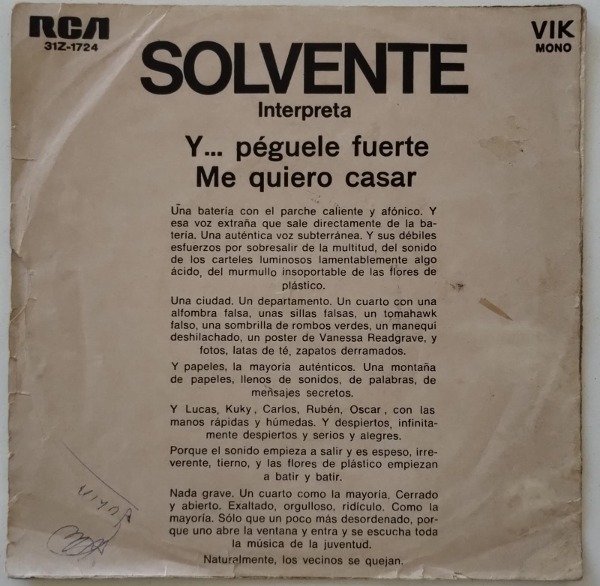 RCA
31Z-1724
VIK
MONO
SOLVENTE
Interpreta
Y... péguele fuerte
Me quiero casar
Una batería con el parche caliente y afónico. Y
esa voz extraña que sale directamente de la ba-
tería. Una auténtica voz subterránea. Y sus débiles
esfuerzos por sobresalir de la multitud, del sonido
de los carteles luminosos lamentablemente algo
ácido, del murmullo insoportable de las flores de
plástico.
Una ciudad. Un departamento. Un cuarto con una
alfombra falsa, unas sillas falsas, un tomahawk
falso, una sombrilla de rombos verdes, un manequí
deshilachado, un poster de Vanessa Readgrave, y
fotos, latas de té, zapatos derramados.
Y papeles, la mayoría auténticos. Una montaña
de papeles, llenos de sonidos, de palabras, de
mensajes secretos.
Y Lucas, Kuky, Carlos, Rubén, Oscar, con las
manos rápidas y húmedas. Y despiertos, infinita-
mente despiertos y serios y alegres.
Porque el sonido empieza a salir y es espeso, irre-
verente, tierno, y las flores de plástico empiezan
a batir y batir.
Nada grave. Un cuarto como la mayoría. Cerrado
y abierto. Exaltado, orgulloso, ridículo. Como la
mayoría. Sólo que un poco más desordenado, por-
que uno abre la ventana y entra y se escucha toda
la música de la juventud.
Naturalmente, los vecinos se quejan.